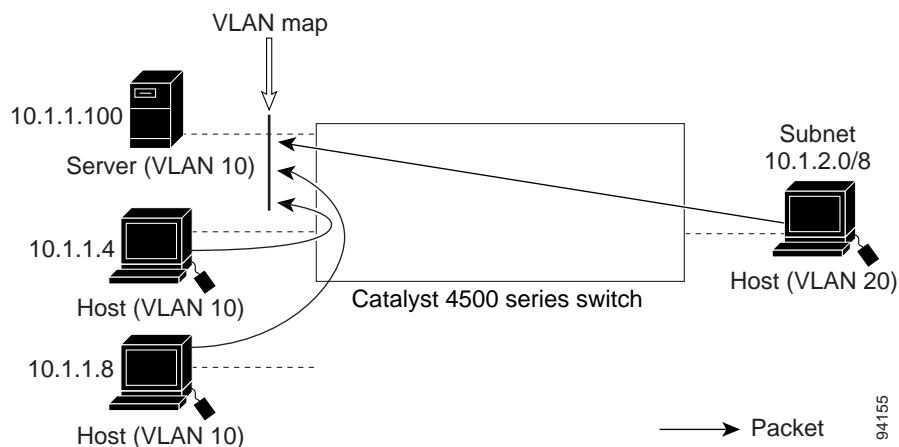 VLAN map
10.1.1.100
Server (VLAN 10)
Subnet
10.1.2.0/8
10.1.1.4
Host (VLAN 10)
Host (VLAN 20)
Catalyst 4500 series switch
10.1.1.8
Host (VLAN 10)
Packet
94155